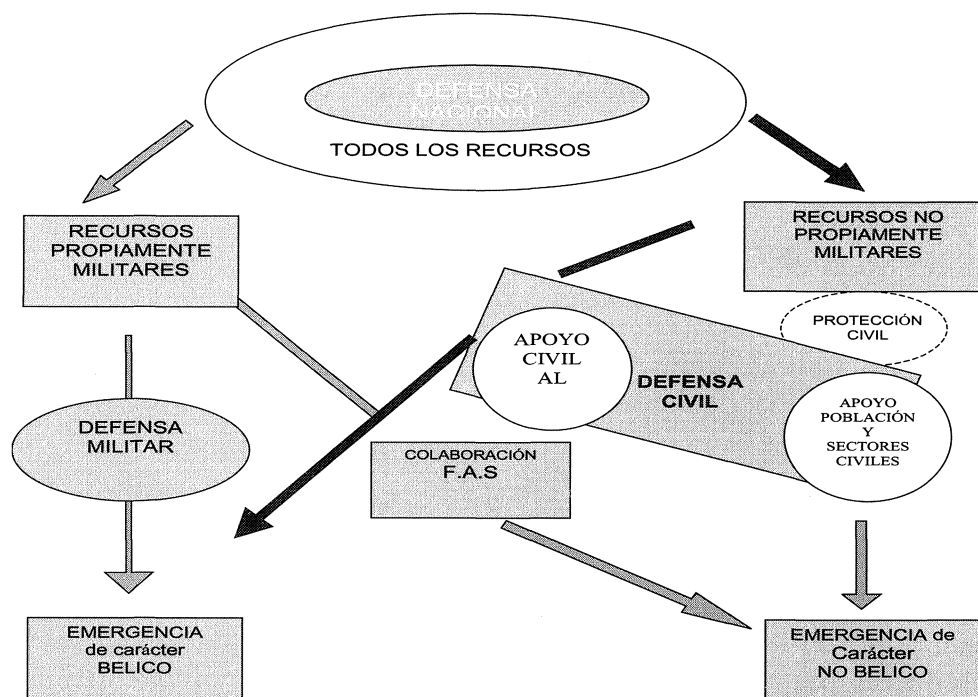 DEFENSA
NACIONAL
TODOS LOS RECURSOS
RECURSOS
PROPIAMENTE
MILITARES
RECURSOS NO
PROPIAMENTE
MILITARES
PROTECCIÓN
CIVIL
APOYO
CIVIL
AL
DEFENSA
CIVIL
APOYO
POBLACIÓN
Y
SECTORES
CIVILES
DEFENSA
MILITAR
COLABORACIÓN
F.A.S
EMERGENCIA
de carácter
BELICO
EMERGENCIA de
Carácter
NO BELICO